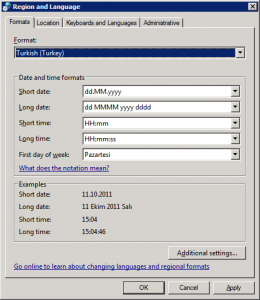 Region and Language
Formats Location Keyboards and Languages Administrative
Format:
Turkish (Turkey)
Date and time formats
Short date: dd.MM.yyyy
Long date: dd MMMM yyyy dddd
Short time: HH:mm
Long time: HH:mm:ss
First day of week: Pazartesi
What does the notation mean?
Examples
Short date: 11.10.2011
Long date: 11 Ekim 2011 Salı
Short time: 15:04
Long time: 15:04:46
Additional settings...
Go online to learn about changing languages and regional formats
OK Cancel Apply